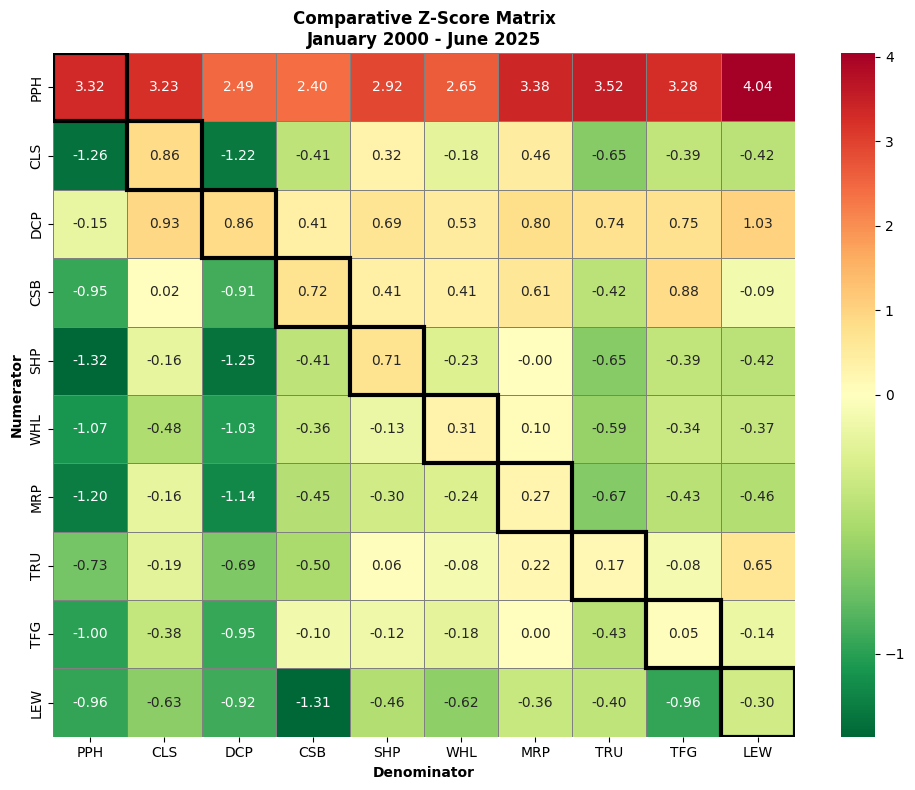 Comparative Z-Score Matrix
January 2000 - June 2025
PPH 3.32 3.23 2.49 2.40 2.92 2.65 3.38 3.52 3.28 4.04
CLS -1.26 0.86 -1.22 -0.41 0.32 -0.18 0.46 -0.65 -0.39 -0.42
DCP -0.15 0.93 0.86 0.41 0.69 0.53 0.80 0.74 0.75 1.03
CSB -0.95 0.02 -0.91 0.72 0.41 0.41 0.61 -0.42 0.88 -0.09
SHP -1.32 -0.16 -1.25 -0.41 0.71 -0.23 -0.00 -0.65 -0.39 -0.42
WHL -1.07 -0.48 -1.03 -0.36 -0.13 0.31 0.10 -0.59 -0.34 -0.37
MRP -1.20 -0.16 -1.14 -0.45 -0.30 -0.24 0.27 -0.67 -0.43 -0.46
TRU -0.73 -0.19 -0.69 -0.50 0.06 -0.08 0.22 0.17 -0.08 0.65
TFG -1.00 -0.38 -0.95 -0.10 -0.12 -0.18 0.00 -0.43 0.05 -0.14
LEW -0.96 -0.63 -0.92 -1.31 -0.46 -0.62 -0.36 -0.40 -0.96 -0.30
PPH CLS DCP CSB SHP WHL MRP TRU TFG LEW
Numerator
Denominator
4
3
2
1
0
−1